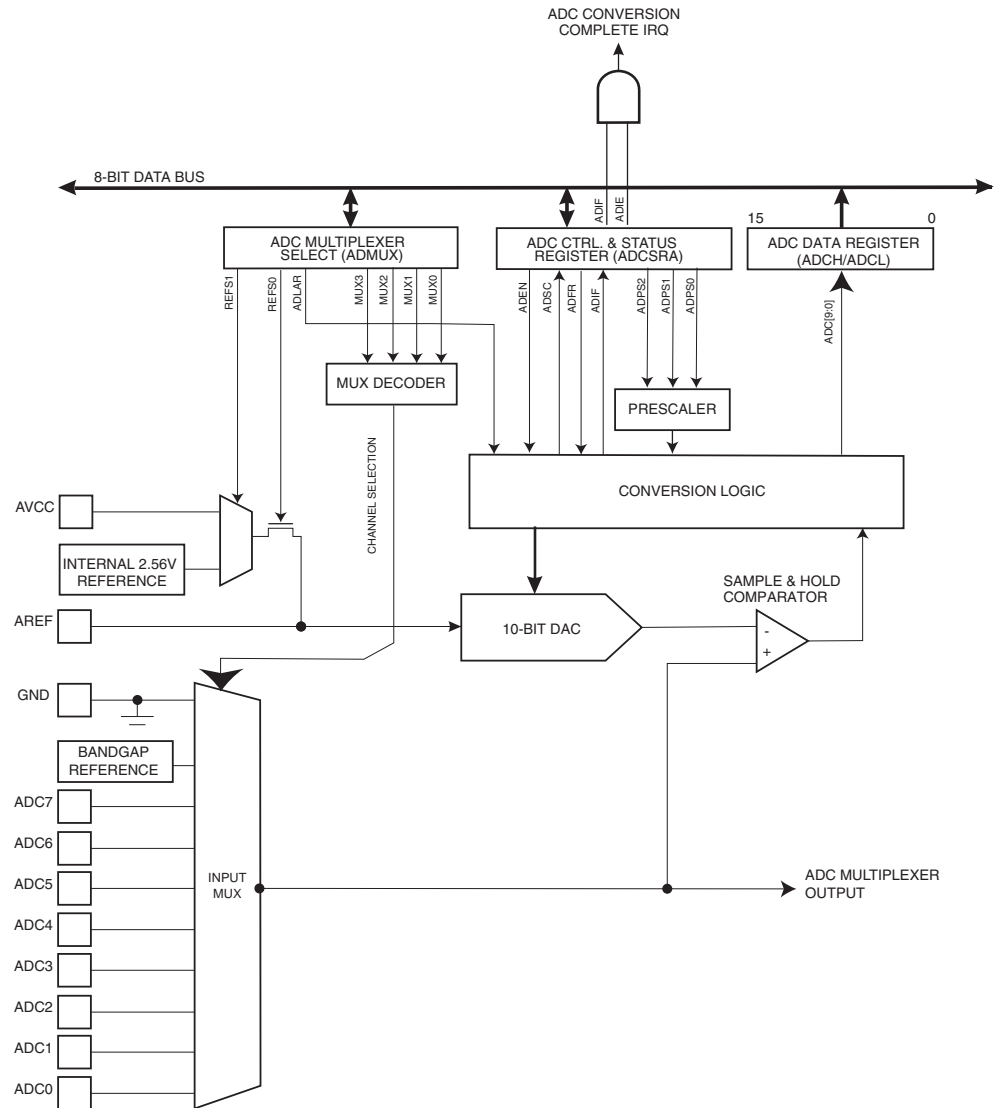 ADC CONVERSION
COMPLETE IRQ
8-BIT DATA BUS
ADIF
ADIE
15
0
ADC MULTIPLEXER
SELECT (ADMUX)
ADC CTRL. & STATUS
REGISTER (ADCSRA)
ADC DATA REGISTER
(ADCH/ADCL)
REFS1
REFS0
ADLAR
MUX3
MUX2
MUX1
MUX0
ADEN
ADSC
ADFR
ADIF
ADPS2
ADPS1
ADPS0
ADC[9:0]
MUX DECODER
PRESCALER
CHANNEL SELECTION
CONVERSION LOGIC
AVCC
INTERNAL 2.56V
REFERENCE
SAMPLE & HOLD
COMPARATOR
AREF
10-BIT DAC
-
+
GND
BANDGAP
REFERENCE
ADC7
ADC6
ADC5
INPUT
MUX
ADC MULTIPLEXER
OUTPUT
ADC4
ADC3
ADC2
ADC1
ADC0